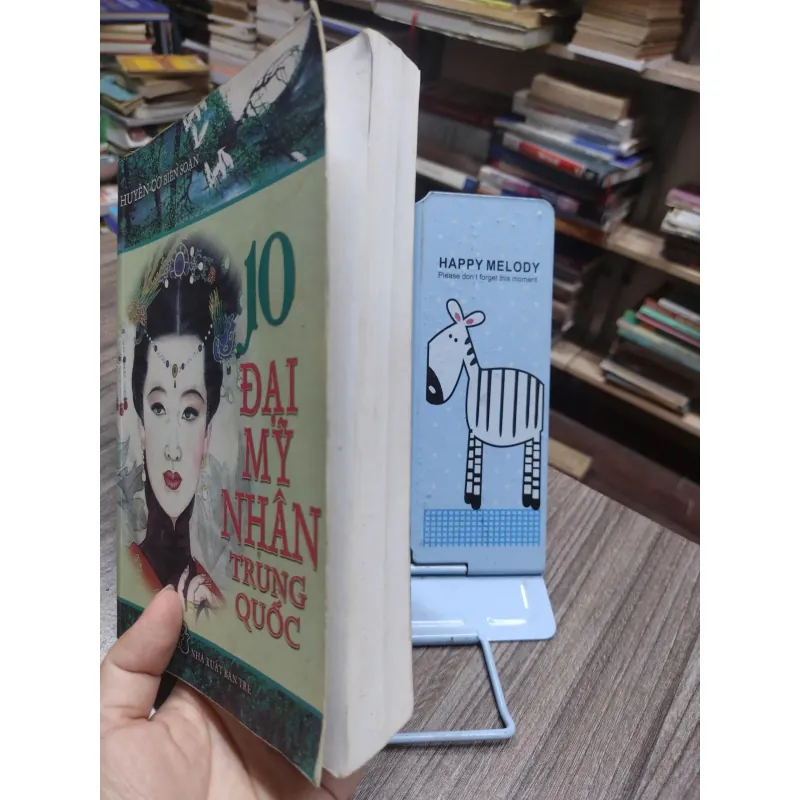 HUYỀN CƠ BIÊN SOẠN
10
ĐẠI
MỸ
NHÂN
TRUNG
QUỐC
NHÀ XUẤT BẢN TRẺ
HAPPY MELODY
Please don't forget this moment